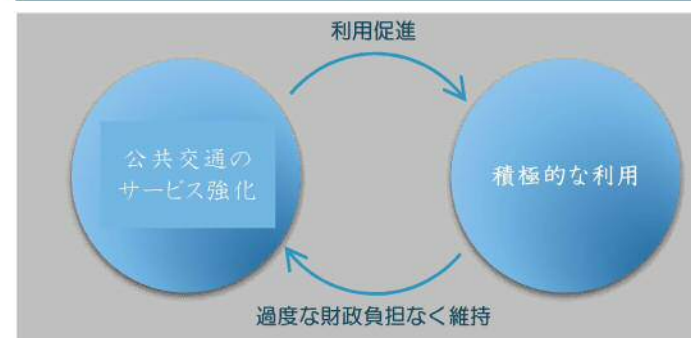 利用促進
公共交通の
サービス強化
積極的な利用
過度な財政負担なく維持